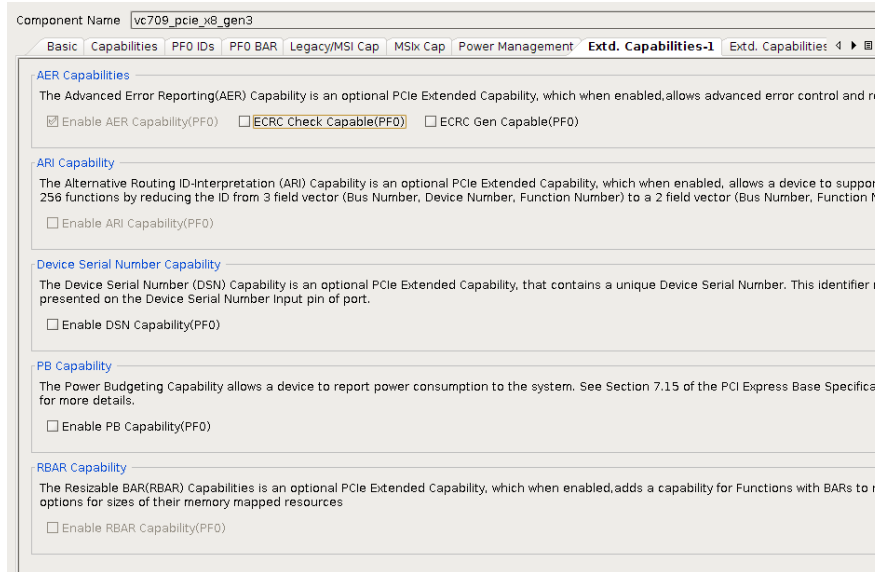 Component Name vc709_pcie_x8_gen3
Basic Capabilities PF0 IDs PF0 BAR Legacy/MSI Cap MSIx Cap Power Management Extd. Capabilities-1 Extd. Capabilities
AER Capabilities
The Advanced Error Reporting(AER) Capability is an optional PCIe Extended Capability, which when enabled,allows advanced error control and
Enable AER Capability(PF0) ECRC Check Capable(PF0) ECRC Gen Capable(PF0)
ARI Capability
The Alternative Routing ID-Interpretation (ARI) Capability is an optional PCIe Extended Capability, which when enabled, allows a device to suppor
256 functions by reducing the ID from 3 field vector (Bus Number, Device Number, Function Number) to a 2 field vector (Bus Number, Function
Enable ARI Capability(PF0)
Device Serial Number Capability
The Device Serial Number (DSN) Capability is an optional PCIe Extended Capability, that contains a unique Device Serial Number. This identifier
presented on the Device Serial Number Input pin of port.
Enable DSN Capability(PF0)
PB Capability
The Power Budgeting Capability allows a device to report power consumption to the system. See Section 7.15 of the PCI Express Base Specifica
for more details.
Enable PB Capability(PF0)
RBAR Capability
The Resizable BAR(RBAR) Capabilities is an optional PCIe Extended Capability, which when enabled,adds a capability for Functions with BARs to
options for sizes of their memory mapped resources
Enable RBAR Capability(PF0)